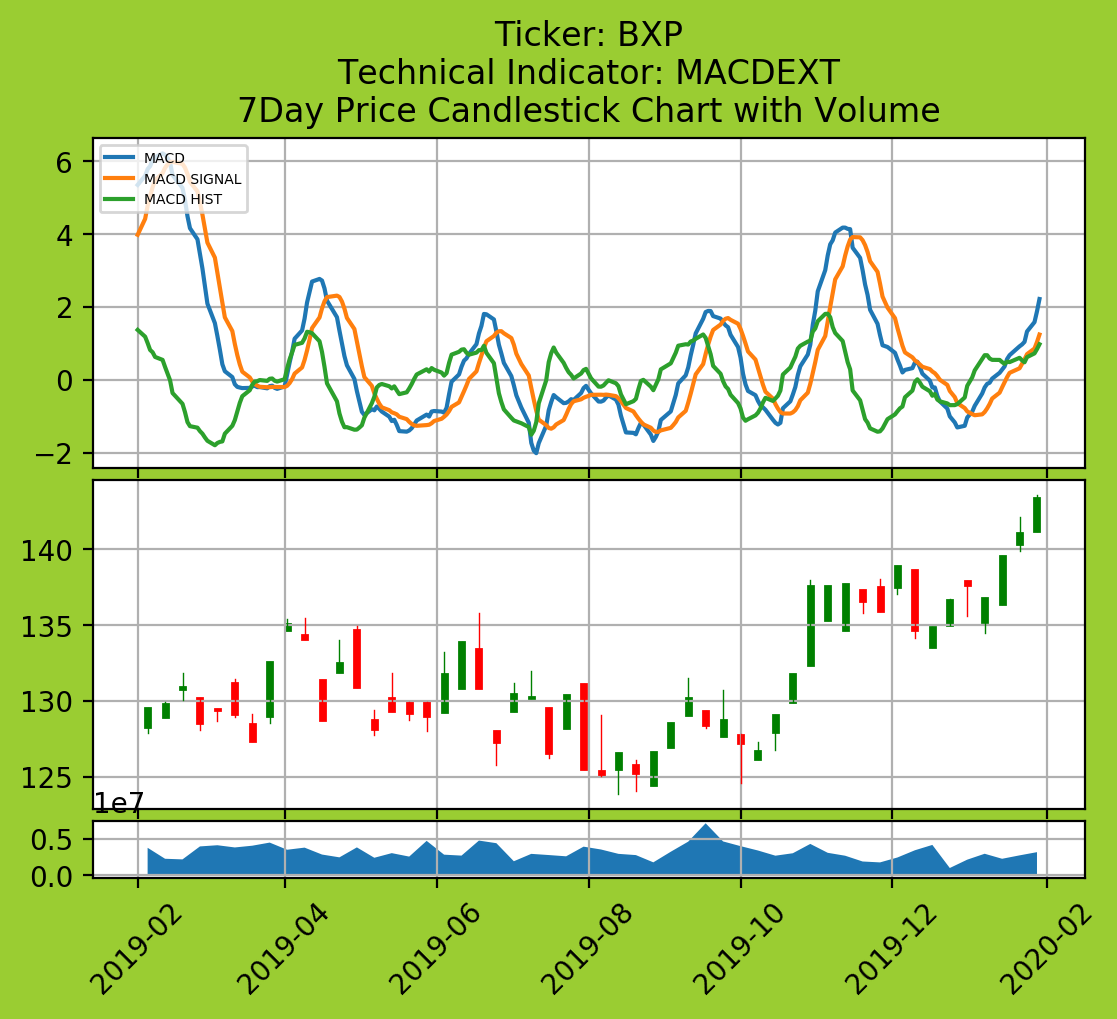 Ticker: BXP
Technical Indicator: MACDEXT
7Day Price Candlestick Chart with Volume
MACD
MACD SIGNAL
MACD HIST
6
4
2
0
−2
140
135
130
125
1e7
0.5
0.0
2019-02
2019-04
2019-06
2019-08
2019-10
2019-12
2020-02